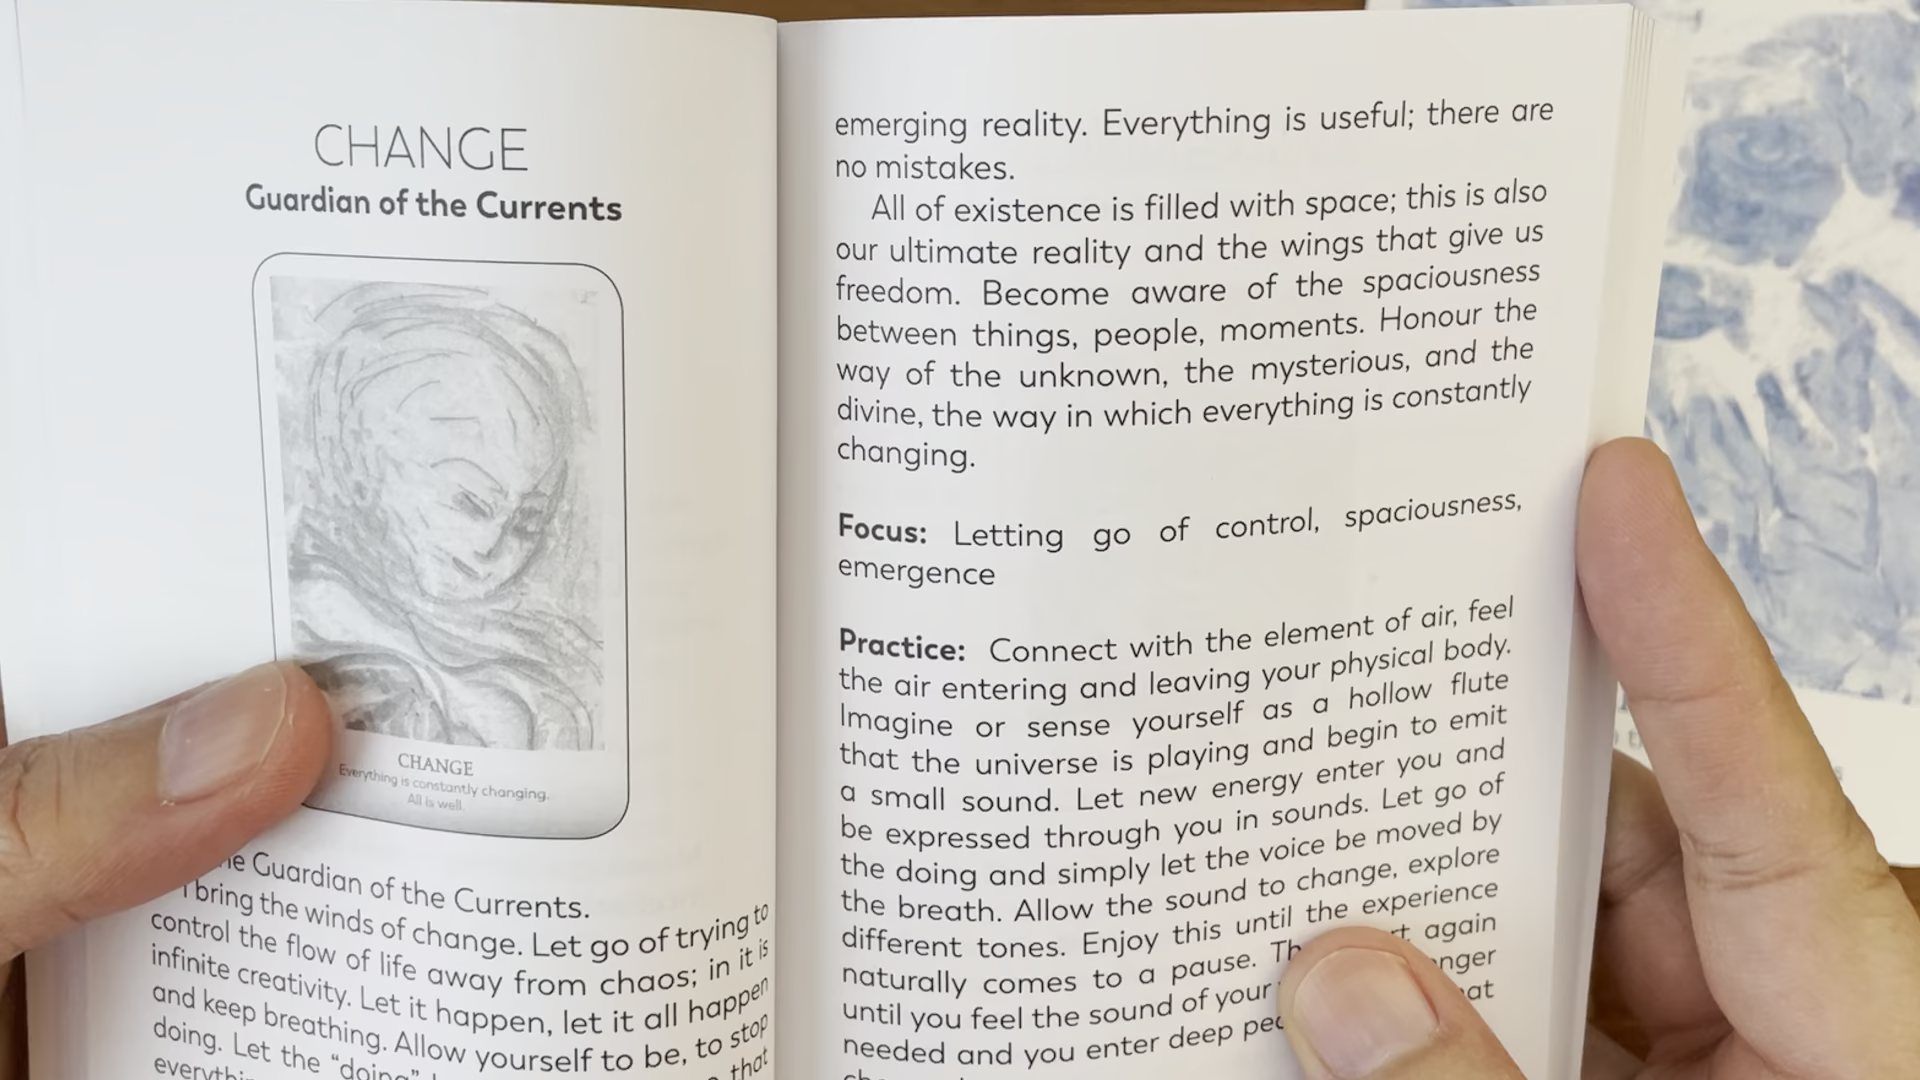 CHANGE
Guardian of the Currents
CHANGE
Everything is constantly changing.
All is well.
Guardian of the Currents.
I bring the winds of change. Let go of trying to
control the flow of life away from chaos; in it is
infinite creativity. Let it happen, let it all happen
and keep breathing. Allow yourself to be, to stop
doing. Let the “doing”
that
emerging reality. Everything is useful; there are
no mistakes.
All of existence is filled with space; this is also
our ultimate reality and the wings that give us
freedom. Become aware of the spaciousness
between things, people, moments. Honour the
way of the unknown, the mysterious, and the
divine, the way in which everything is constantly
changing.
Focus: Letting go of control, spaciousness,
emergence
Practice: Connect with the element of air, feel
the air entering and leaving your physical body.
Imagine or sense yourself as a hollow flute
that the universe is playing and begin to emit
a small sound. Let new energy enter you and
be expressed through you in sounds. Let go of
the doing and simply let the voice be moved by
the breath. Allow the sound to change, explore
different tones. Enjoy this until the experience
naturally comes to a pause. again
until you feel the sound of your
needed and you enter deep